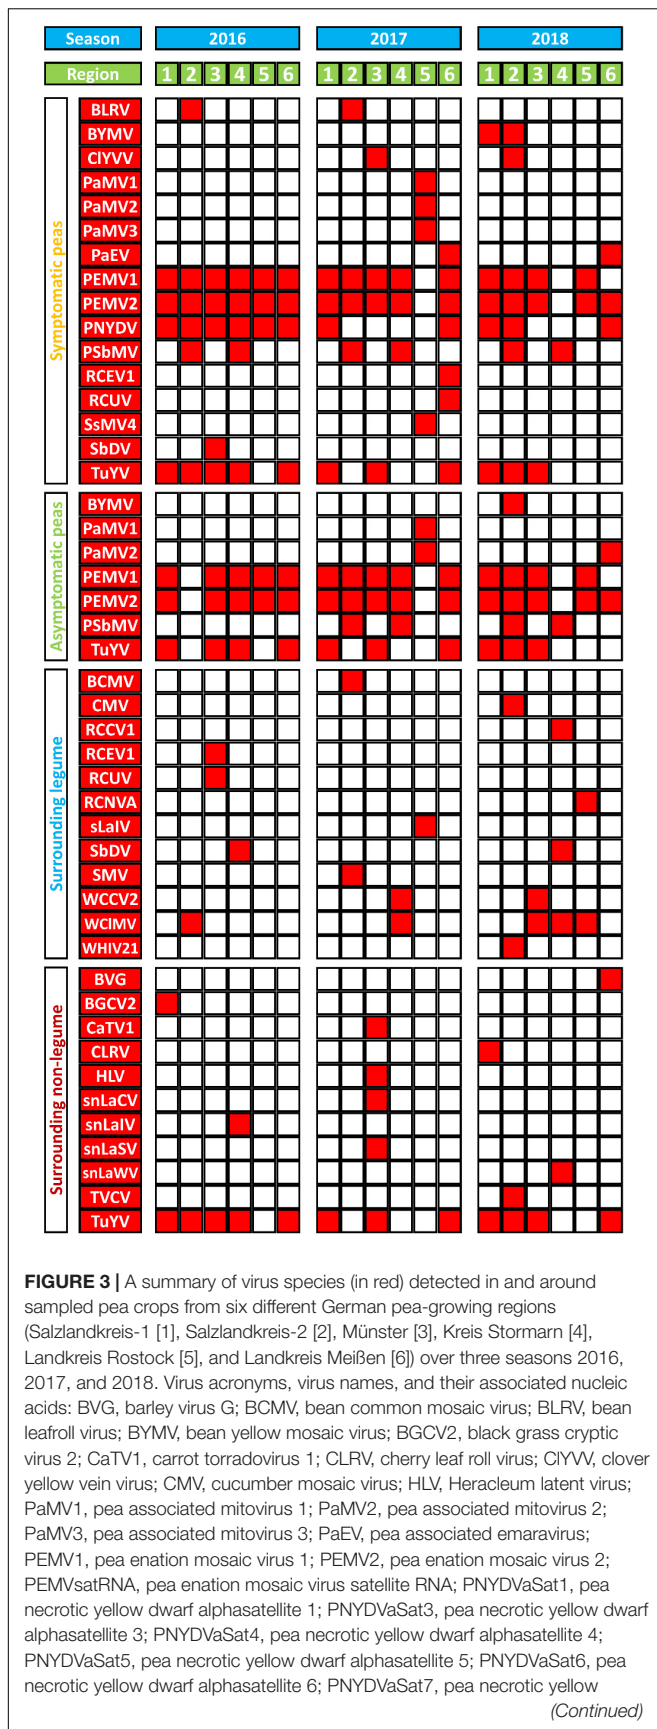 Season 2016 2017 2018
Region 1 2 3 4 5 6 1 2 3 4 5 6 1 2 3 4 5 6
Symptomatic peas
BLRV
BYMV
ClYVV
PaMV1
PaMV2
PaMV3
PaEV
PEMV1
PEMV2
PNYDV
PSbMV
RCEV1
RCUV
SsMV4
SbDV
TuYV
Asymptomatic peas
BYMV
PaMV1
PaMV2
PEMV1
PEMV2
PSbMV
TuYV
Surrounding legume
BCMV
CMV
RCCV1
RCEV1
RCUV
RCNVA
sLaIV
SbDV
SMV
WCCV2
WClMV
WHIV21
Surrounding non-legume
BVG
BGCV2
CaTV1
CLRV
HLV
snLaCV
snLaIV
snLaSV
snLaWV
TVCV
TuYV
FIGURE 3 | A summary of virus species (in red) detected in and around
sampled pea crops from six different German pea-growing regions
(Salzlandkreis-1 [1], Salzlandkreis-2 [2], Münster [3], Kreis Stormarn [4],
Landkreis Rostock [5], and Landkreis Meißen [6]) over three seasons 2016,
2017, and 2018. Virus acronyms, virus names, and their associated nucleic
acids: BVG, barley virus G; BCMV, bean common mosaic virus; BLRV, bean
leafroll virus; BYMV, bean yellow mosaic virus; BGCV2, black grass cryptic
virus 2; CaTV1, carrot torradovirus 1; CLRV, cherry leaf roll virus; ClYVV, clover
yellow vein virus; CMV, cucumber mosaic virus; HLV, Heracleum latent virus;
PaMV1, pea associated mitovirus 1; PaMV2, pea associated mitovirus 2;
PaMV3, pea associated mitovirus 3; PaEV, pea associated emaravirus;
PEMV1, pea enation mosaic virus 1; PEMV2, pea enation mosaic virus 2;
PEMVsatRNA, pea enation mosaic virus satellite RNA; PNYDVaSat1, pea
necrotic yellow dwarf alphasatellite 1; PNYDVaSat3, pea necrotic yellow dwarf
alphasatellite 3; PNYDVaSat4, pea necrotic yellow dwarf alphasatellite 4;
PNYDVaSat5, pea necrotic yellow dwarf alphasatellite 5; PNYDVaSat6, pea
necrotic yellow dwarf alphasatellite 6; PNYDVaSat7, pea necrotic yellow
(Continued)